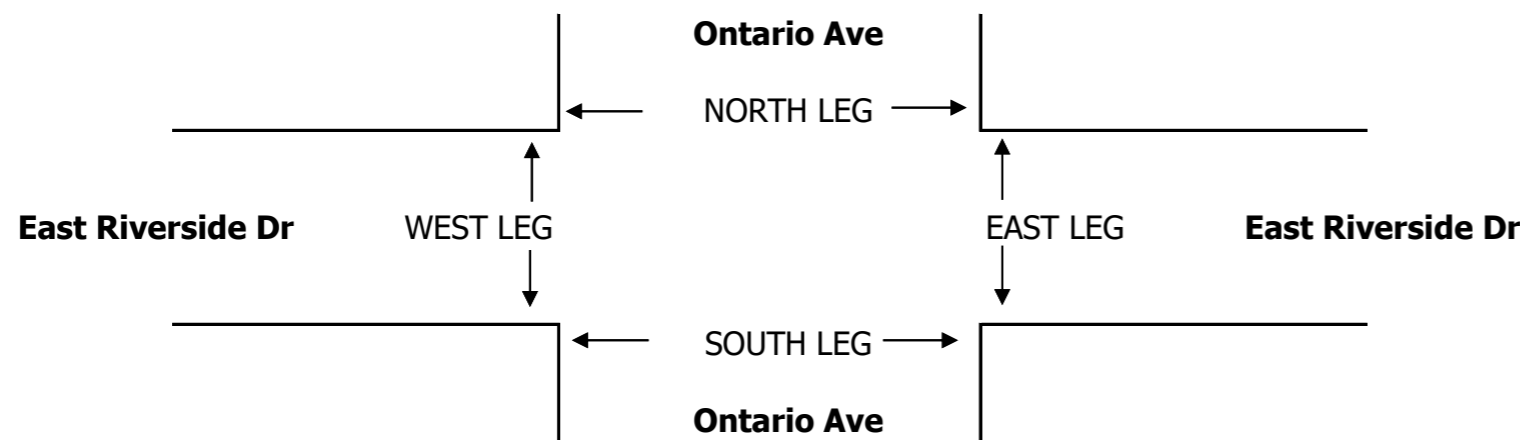 Ontario Ave
NORTH LEG
East Riverside Dr WEST LEG EAST LEG East Riverside Dr
SOUTH LEG
Ontario Ave